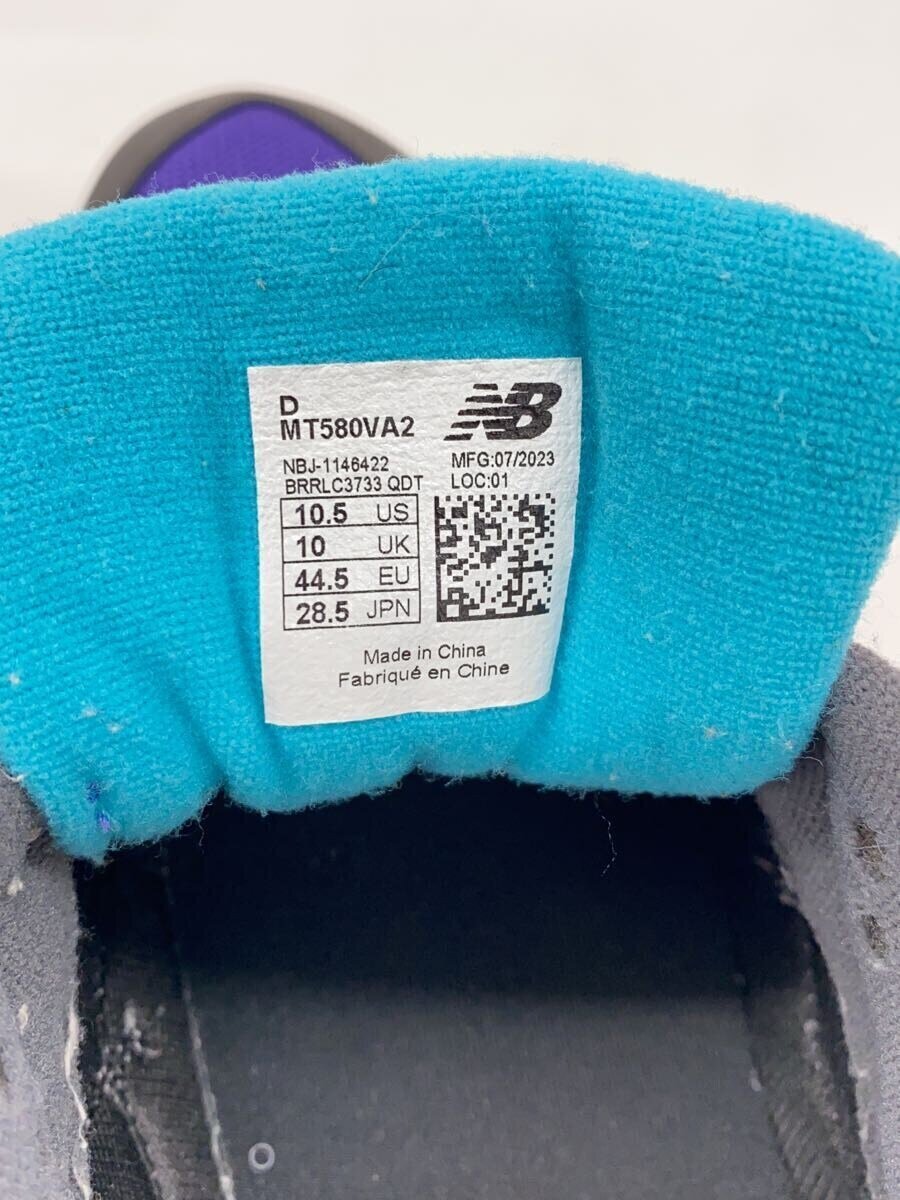 D
MT580VA2
NB
NBJ-1146422
BRRLC3733 QDT
MFG:07/2023
LOC:01
10.5 US
10 UK
44.5 EU
28.5 JPN
Made in China
Fabriqué en Chine